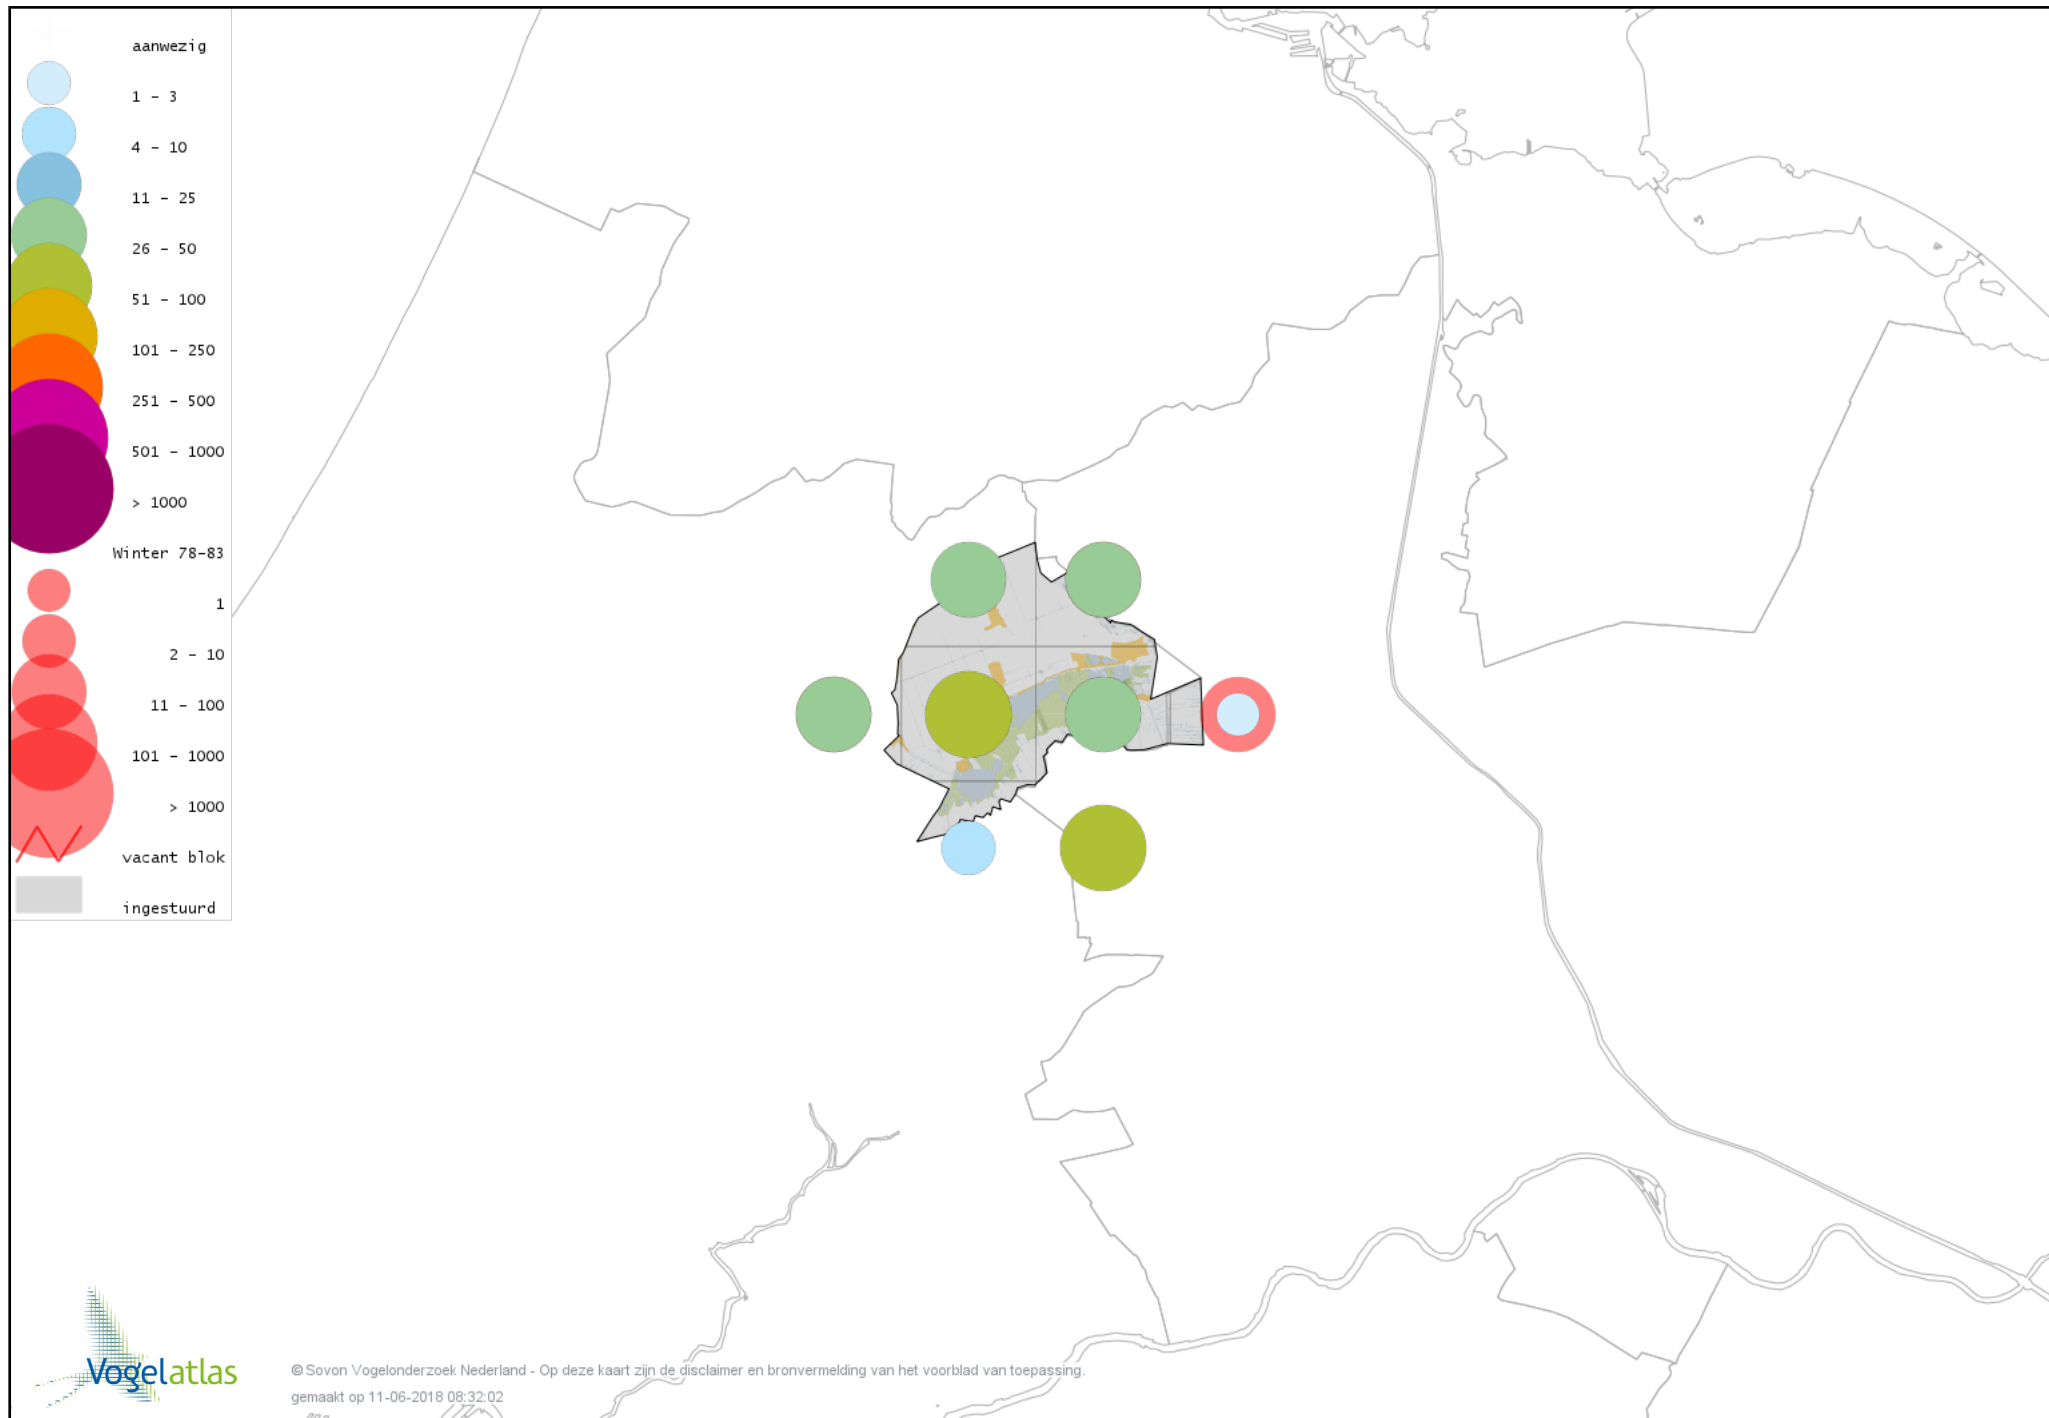 aanwezig
1 - 3
4 - 10
11 - 25
26 - 50
51 - 100
101 - 250
251 - 500
501 - 1000
> 1000
Winter 78-83
1
2 - 10
11 - 100
101 - 1000
> 1000
vacant blok
ingestuurd
Vogelatlas
© Sovon Vogelonderzoek Nederland - Op deze kaart zijn de disclaimer en bronvermelding van het voorblad van toepassing.
gemaakt op 11-06-2018 08:32:02